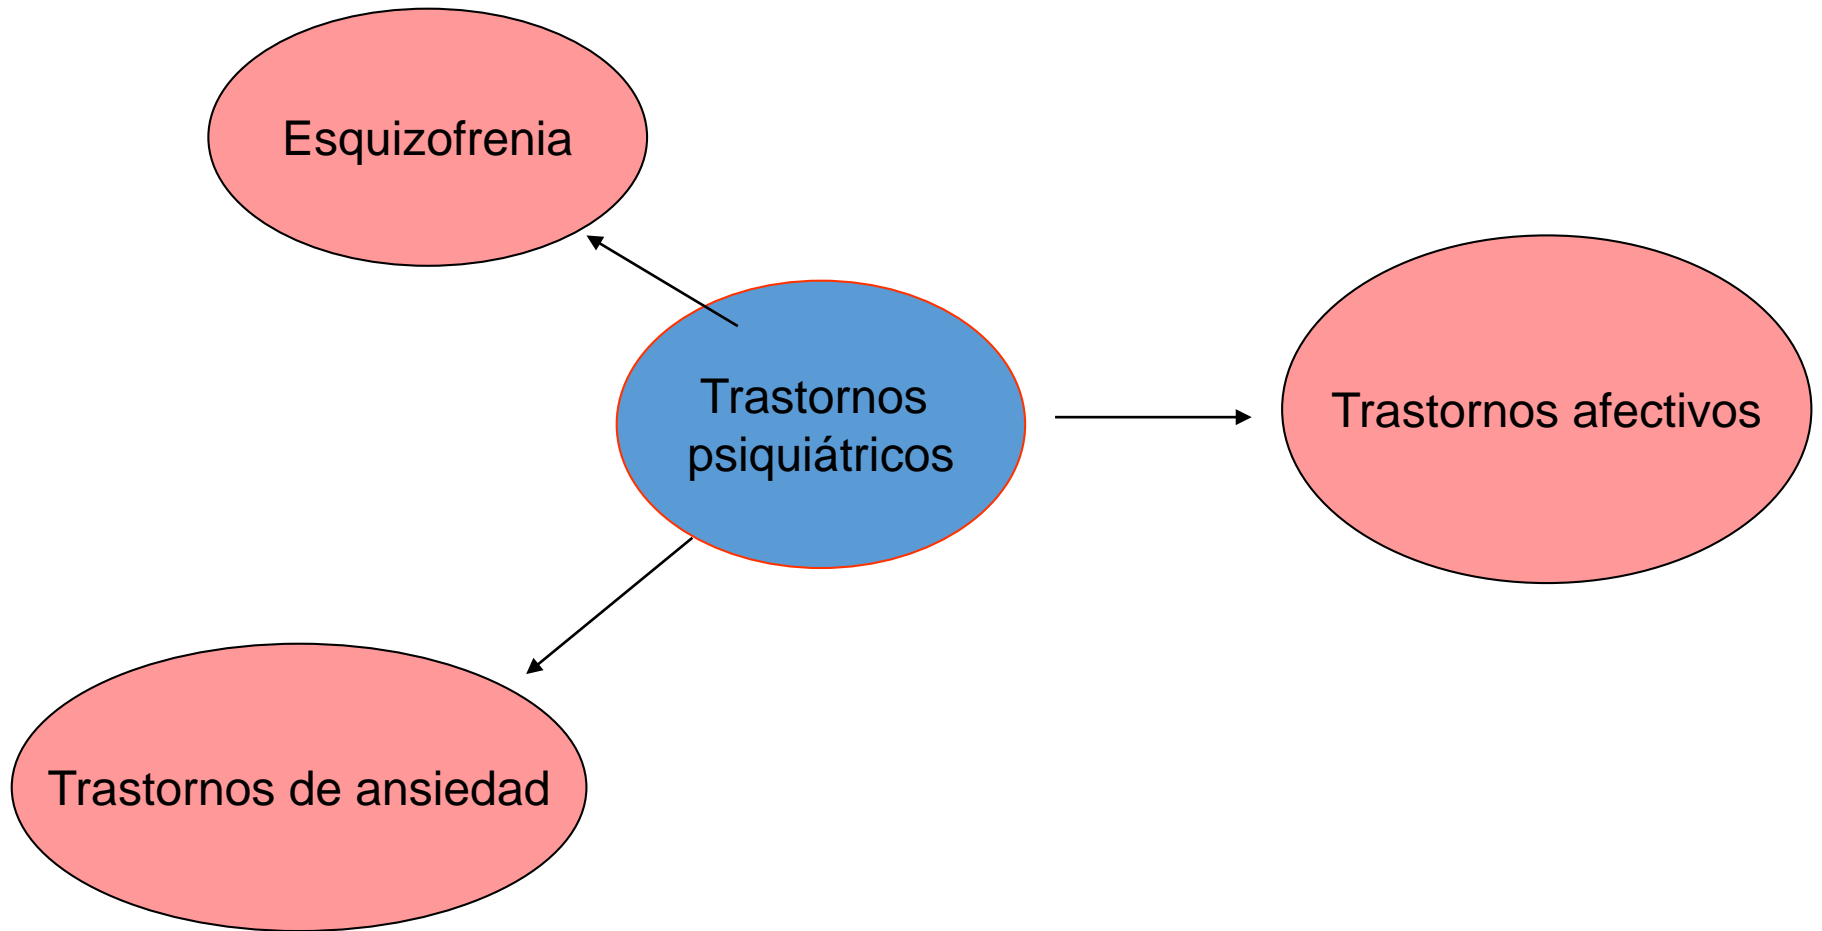 Esquizofrenia
Trastornos
psiquiátricos
Trastornos afectivos
Trastornos de ansiedad